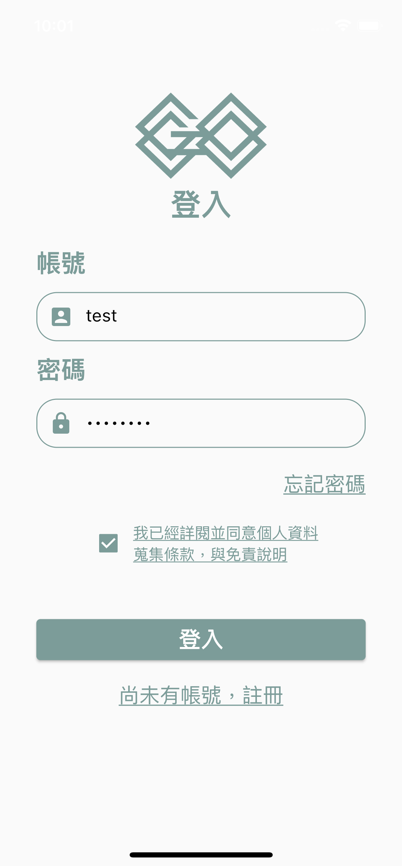 10:01
GO
登入
帳號
test
密碼
••••••••
忘記密碼
我已經詳閱並同意個人資料
蒐集條款，與免責說明
登入
尚未有帳號，註冊